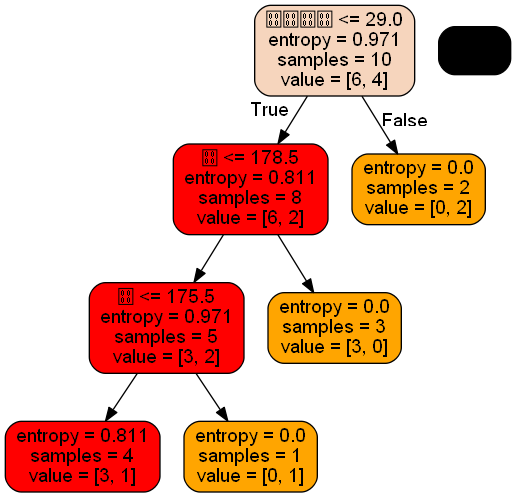 <= 29.0
entropy = 0.971
samples = 10
value = [6, 4]
True
False
<= 178.5
entropy = 0.811
samples = 8
value = [6, 2]
entropy = 0.0
samples = 2
value = [0, 2]
<= 175.5
entropy = 0.971
samples = 5
value = [3, 2]
entropy = 0.0
samples = 3
value = [3, 0]
entropy = 0.811
samples = 4
value = [3, 1]
entropy = 0.0
samples = 1
value = [0, 1]